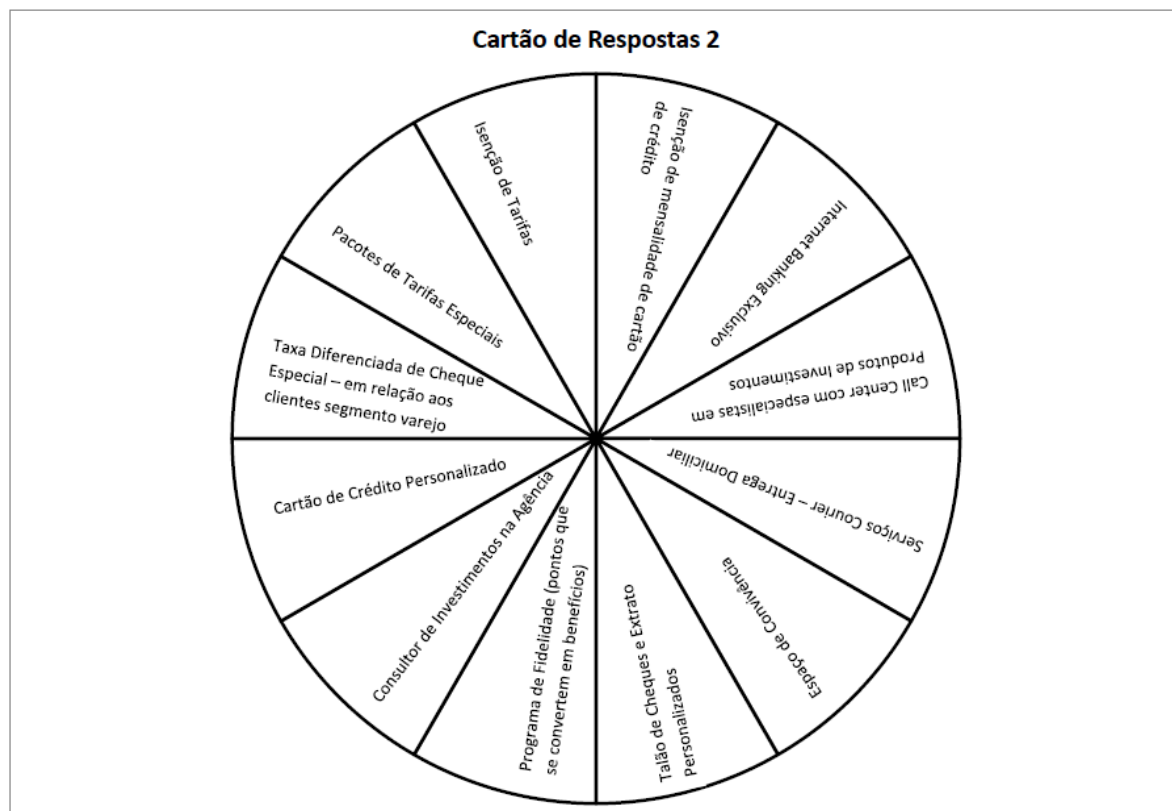 Cartão de Respostas 2
Isenção de mensalidade de cartão
de crédito
Internet Banking Exclusivo
Call Center com especialistas em
Produtos de Investimentos
Serviços Courier – Entrega Domiciliar
Espaço de Convivência
Talão de Cheques e Extrato
Personalizados
Programa de Fidelidade (pontos que
se convertem em benefícios)
Consultor de Investimentos na Agência
Cartão de Crédito Personalizado
Taxa Diferenciada de Cheque
Especial – em relação aos
clientes segmento varejo
Pacotes de Tarifas Especiais
Isenção de Tarifas